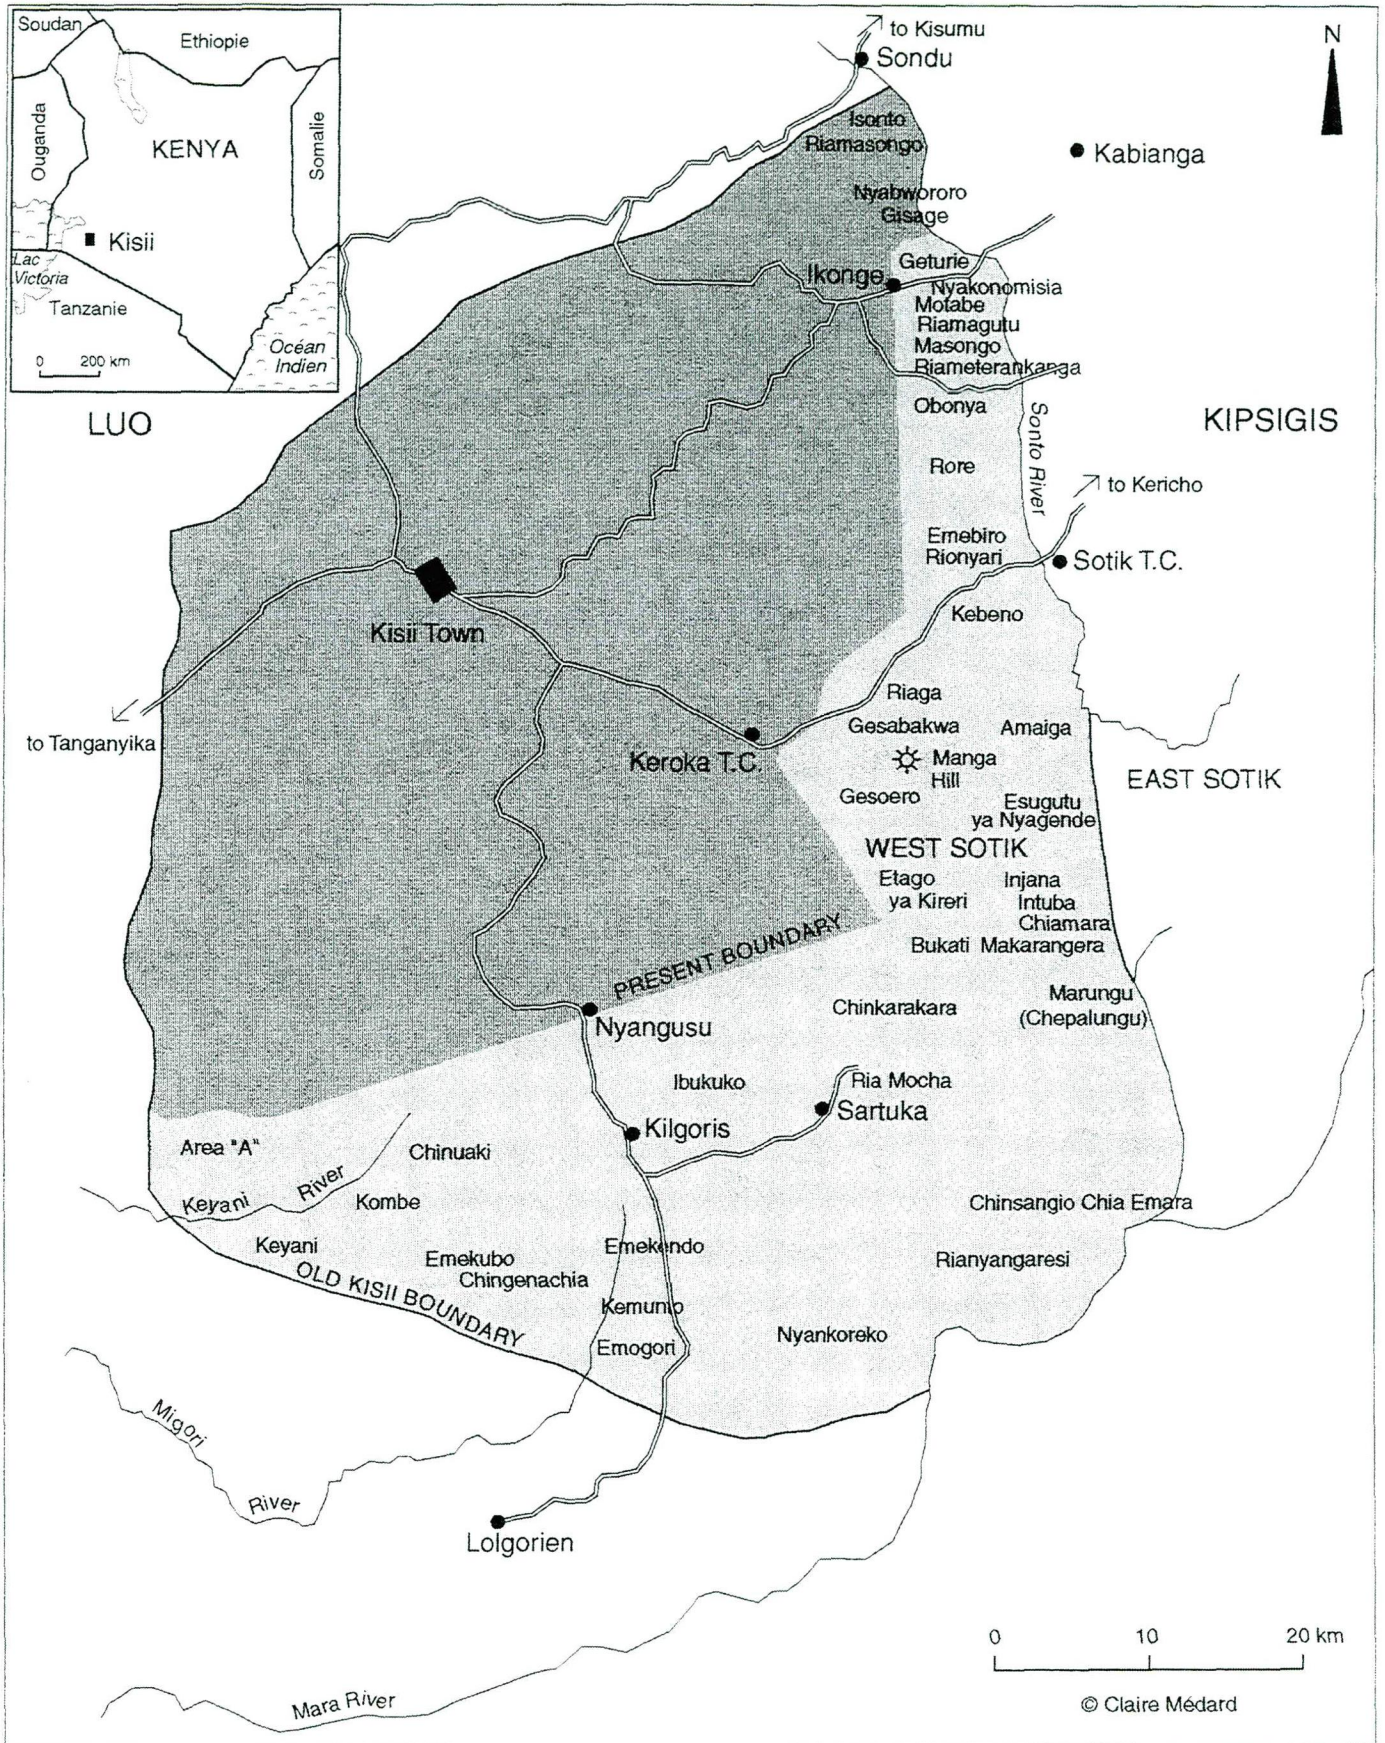 Soudan
Ethiopie
Ouganda
KENYA
Somalie
Kisii
Lac
Victoria
Tanzanie
0 200 km
Océan
Indien
to Kisumu
Sondu
N
Isonto
Riamasongo
Kabianga
Nyabwororo
Gisage
Geturie
Ikonge
Nyakonomisia
Motabe
Riamagutu
Masongo
Riameterankanga
LUO
Obonya
Sonto River
KIPSIGIS
Rore
to Kericho
Emebiro
Rionyari
Sotik T.C.
Kisii Town
Kebeno
Riaga
to Tanganyika
Gesabakwa
Amaiga
Keroka T.C.
Manga
Hill
EAST SOTIK
Gesoero
Esugutu
ya Nyagende
WEST SOTIK
Etago
ya Kireri
Injana
Intuba
Chiamara
Bukati Makarangera
PRESENT BOUNDARY
Marungu
(Chepalungu)
Chinkarakara
Nyangusu
Ibukuko
Ria Mocha
Sartuka
Kilgoris
Area "A"
Chinuaki
Keyani River
Kombe
Chinsangio Chia Emara
Keyani
Emekubo
Chingenachia
Emekendo
Rianyangaresi
OLD KISII BOUNDARY
Kemunto
Emogori
Nyankoreko
Migori
River
Lolgorien
Mara River
0 10 20 km
© Claire Médard